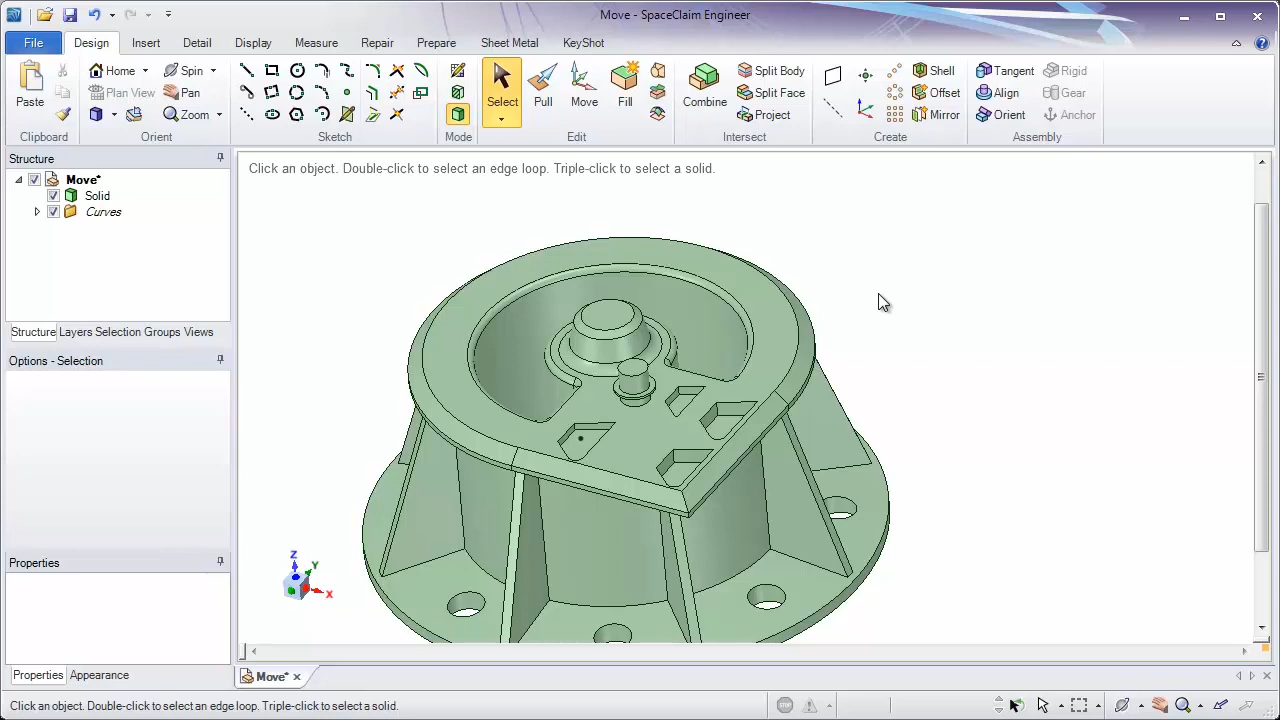 Move - SpaceClaim Engineer
File Design Insert Detail Display Measure Repair Prepare Sheet Metal KeyShot
Paste
Clipboard
Home Spin
Plan View Pan
Zoom
Orient
Sketch
Mode
Select Pull Move Fill
Edit
Combine
Split Body
Split Face
Project
Intersect
Shell
Offset
Mirror
Create
Tangent Rigid
Align Gear
Orient Anchor
Assembly
Structure
Move*
Solid
Curves
Structure Layers Selection Groups Views
Options - Selection
Properties
Properties Appearance
Click an object. Double-click to select an edge loop. Triple-click to select a solid.
Z
Y
X
Move*
Click an object. Double-click to select an edge loop. Triple-click to select a solid.